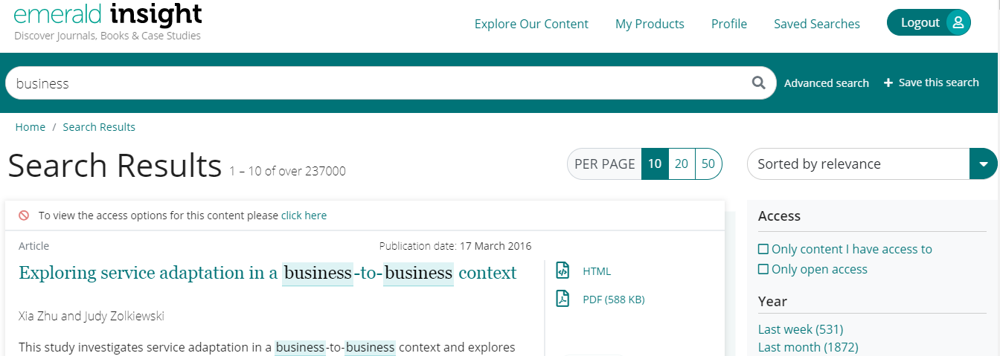 emerald insight
Discover Journals, Books & Case Studies
Explore Our Content
My Products
Profile
Saved Searches
Logout
business
Advanced search
+ Save this search
Home / Search Results
Search Results 1 – 10 of over 237000
PER PAGE 10 20 50
Sorted by relevance
To view the access options for this content please click here
Article
Publication date: 17 March 2016
Exploring service adaptation in a business-to-business context
HTML
PDF (588 KB)
Xia Zhu and Judy Zolkiewski
This study investigates service adaptation in a business-to-business context and explores
Access
Only content I have access to
Only open access
Year
Last week (531)
Last month (1872)